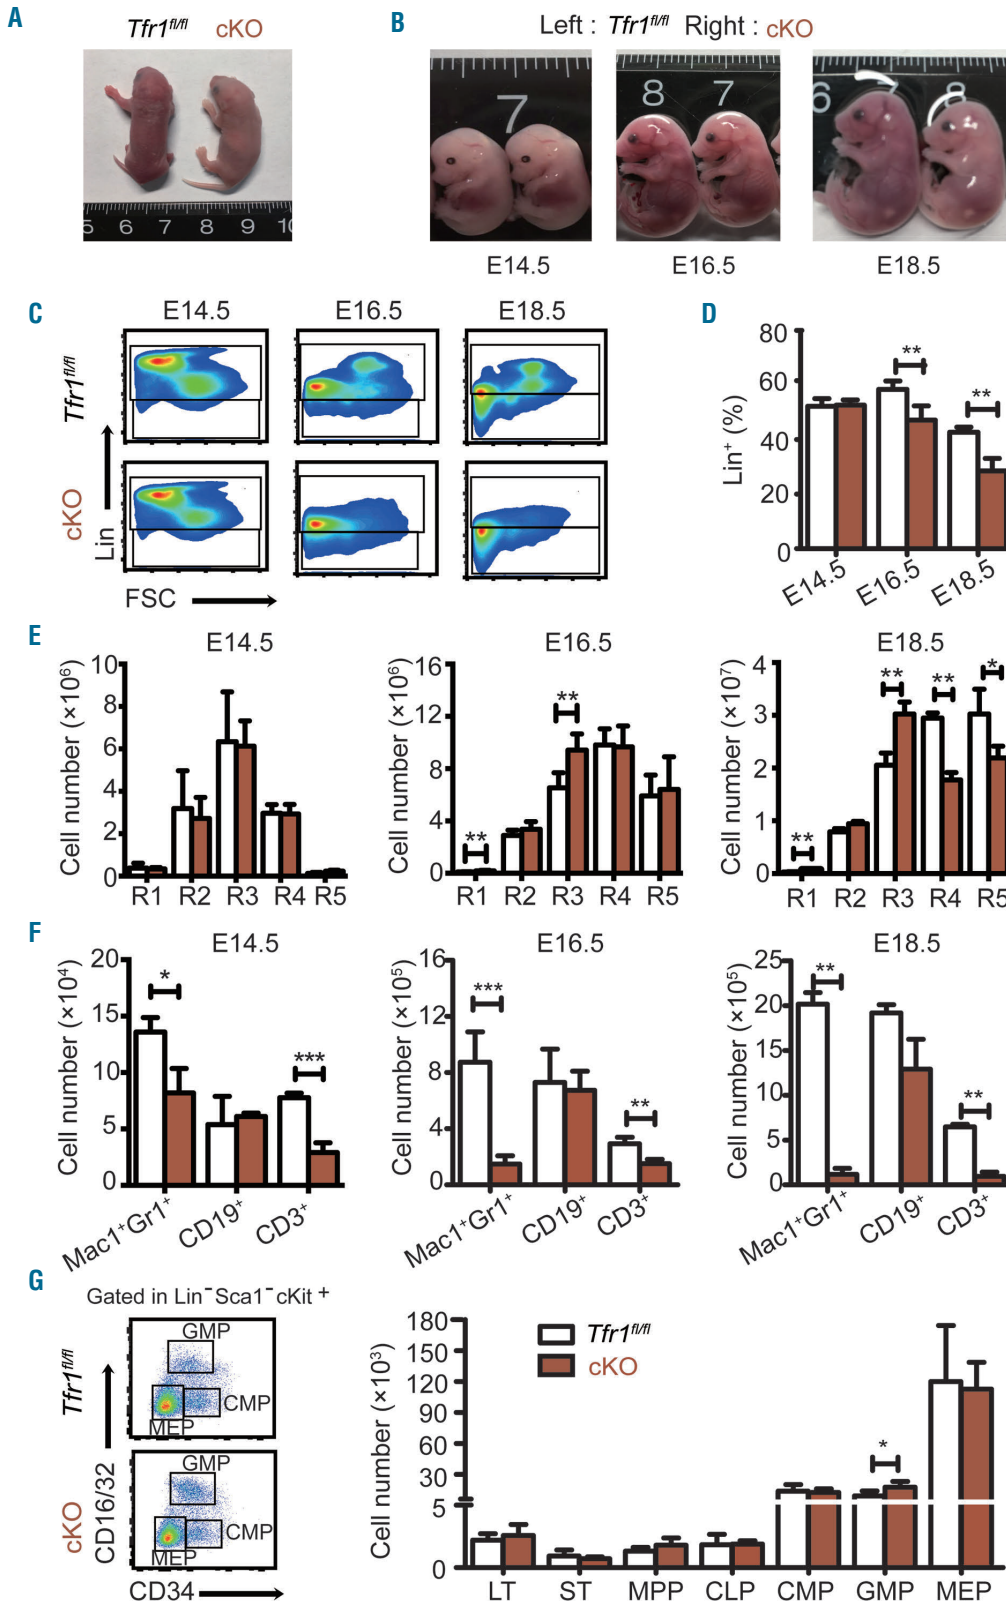 A
Tfr1fl/fl cKO
5 6 7 8 9 10
B
Left : Tfr1fl/fl Right : cKO
7
8 7
6 7 8
E14.5 E16.5 E18.5
C
E14.5 E16.5 E18.5
Tfr1fl/fl
cKO
Lin
FSC
D
Lin+ (%)
80
60
40
20
0
**
**
E14.5 E16.5 E18.5
E
E14.5
Cell number (×10⁶)
10
8
6
4
2
0
R1 R2 R3 R4 R5
E16.5
Cell number (×10⁶)
16
12
8
4
0
**
**
R1 R2 R3 R4 R5
E18.5
Cell number (×10⁷)
4
3
2
1
0
** ** ** *
R1 R2 R3 R4 R5
F
E14.5
Cell number (×10⁴)
20
15
10
5
0
*
***
Mac1+Gr1+ CD19+ CD3+
E16.5
Cell number (×10⁵)
12
8
4
0
***
**
Mac1+Gr1+ CD19+ CD3+
E18.5
Cell number (×10⁵)
25
20
15
10
5
0
**
**
Mac1+Gr1+ CD19+ CD3+
G
Gated in Lin⁻Sca1⁻cKit⁺
Tfr1fl/fl
GMP
CMP
MEP
cKO
GMP
CMP
MEP
CD16/32
CD34
Cell number (×10³)
180
150
120
90
60
30
5
0
Tfr1fl/fl
cKO
*
LT ST MPP CLP CMP GMP MEP